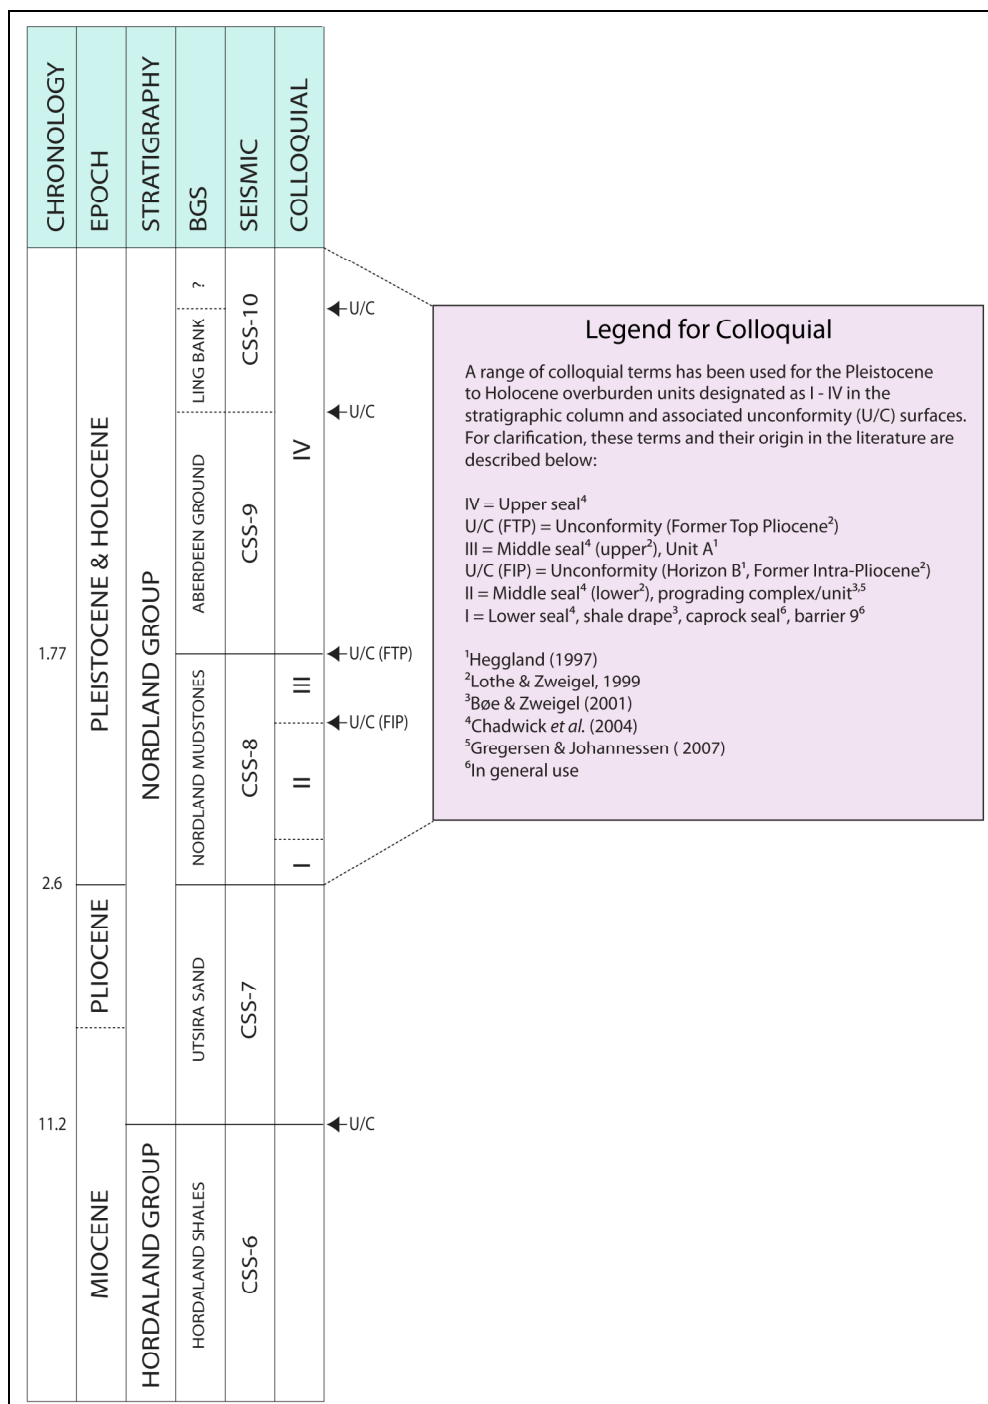 CHRONOLOGY
EPOCH
STRATIGRAPHY
BGS
SEISMIC
COLLOQUIAL
1.77
2.6
11.2
PLEISTOCENE & HOLOCENE
PLIOCENE
MIOCENE
NORDLAND GROUP
HORDALAND GROUP
?
LING BANK
ABERDEEN GROUND
NORDLAND MUDSTONES
UTSIRA SAND
HORDALAND SHALES
CSS-10
CSS-9
CSS-8
CSS-7
CSS-6
IV
III
II
I
U/C
U/C
U/C (FTP)
U/C (FIP)
U/C
Legend for Colloquial
A range of colloquial terms has been used for the Pleistocene
to Holocene overburden units designated as I - IV in the
stratigraphic column and associated unconformity (U/C) surfaces.
For clarification, these terms and their origin in the literature are
described below:
IV = Upper seal⁴
U/C (FTP) = Unconformity (Former Top Pliocene²)
III = Middle seal⁴ (upper²), Unit A¹
U/C (FIP) = Unconformity (Horizon B¹, Former Intra-Pliocene²)
II = Middle seal⁴ (lower²), prograding complex/unit³,⁵
I = Lower seal⁴, shale drape³, caprock seal⁶, barrier 9⁶
¹Heggland (1997)
²Lothe & Zweigel, 1999
³Bøe & Zweigel (2001)
⁴Chadwick et al. (2004)
⁵Gregersen & Johannessen ( 2007)
⁶In general use